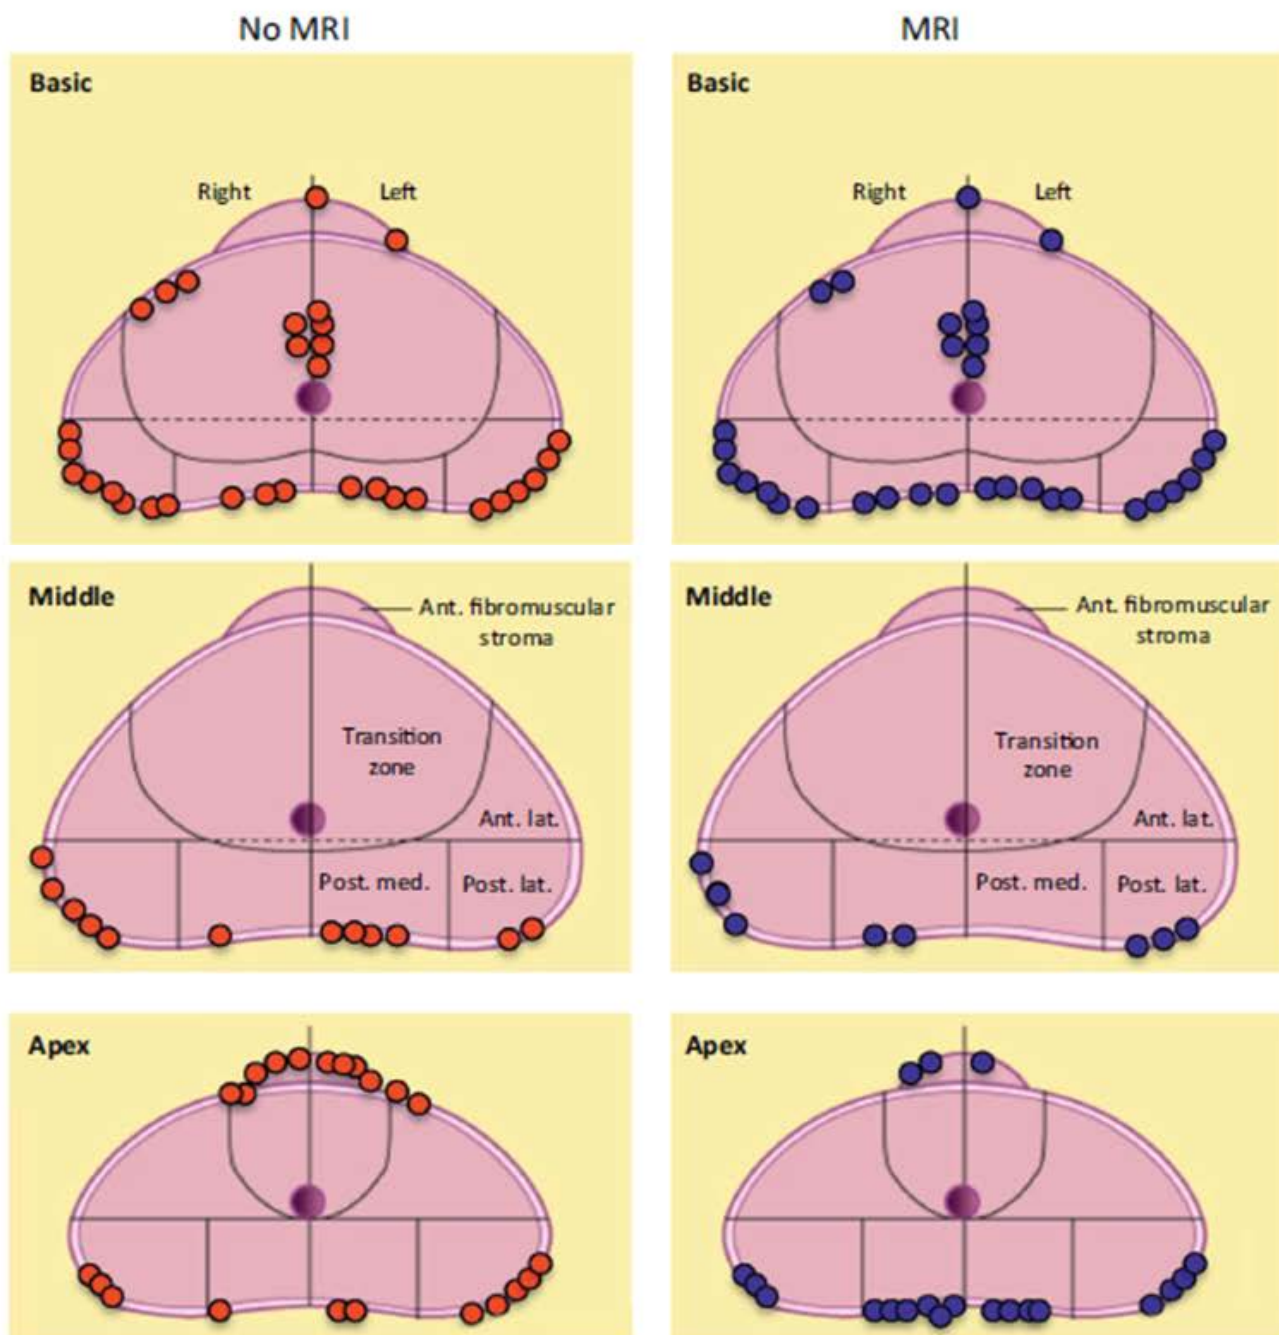 No MRI
MRI
Basic
Right
Left
Basic
Right
Left
Middle
Ant. fibromuscular
stroma
Transition
zone
Ant. lat.
Post. med.
Post. lat.
Middle
Ant. fibromuscular
stroma
Transition
zone
Ant. lat.
Post. med.
Post. lat.
Apex
Apex